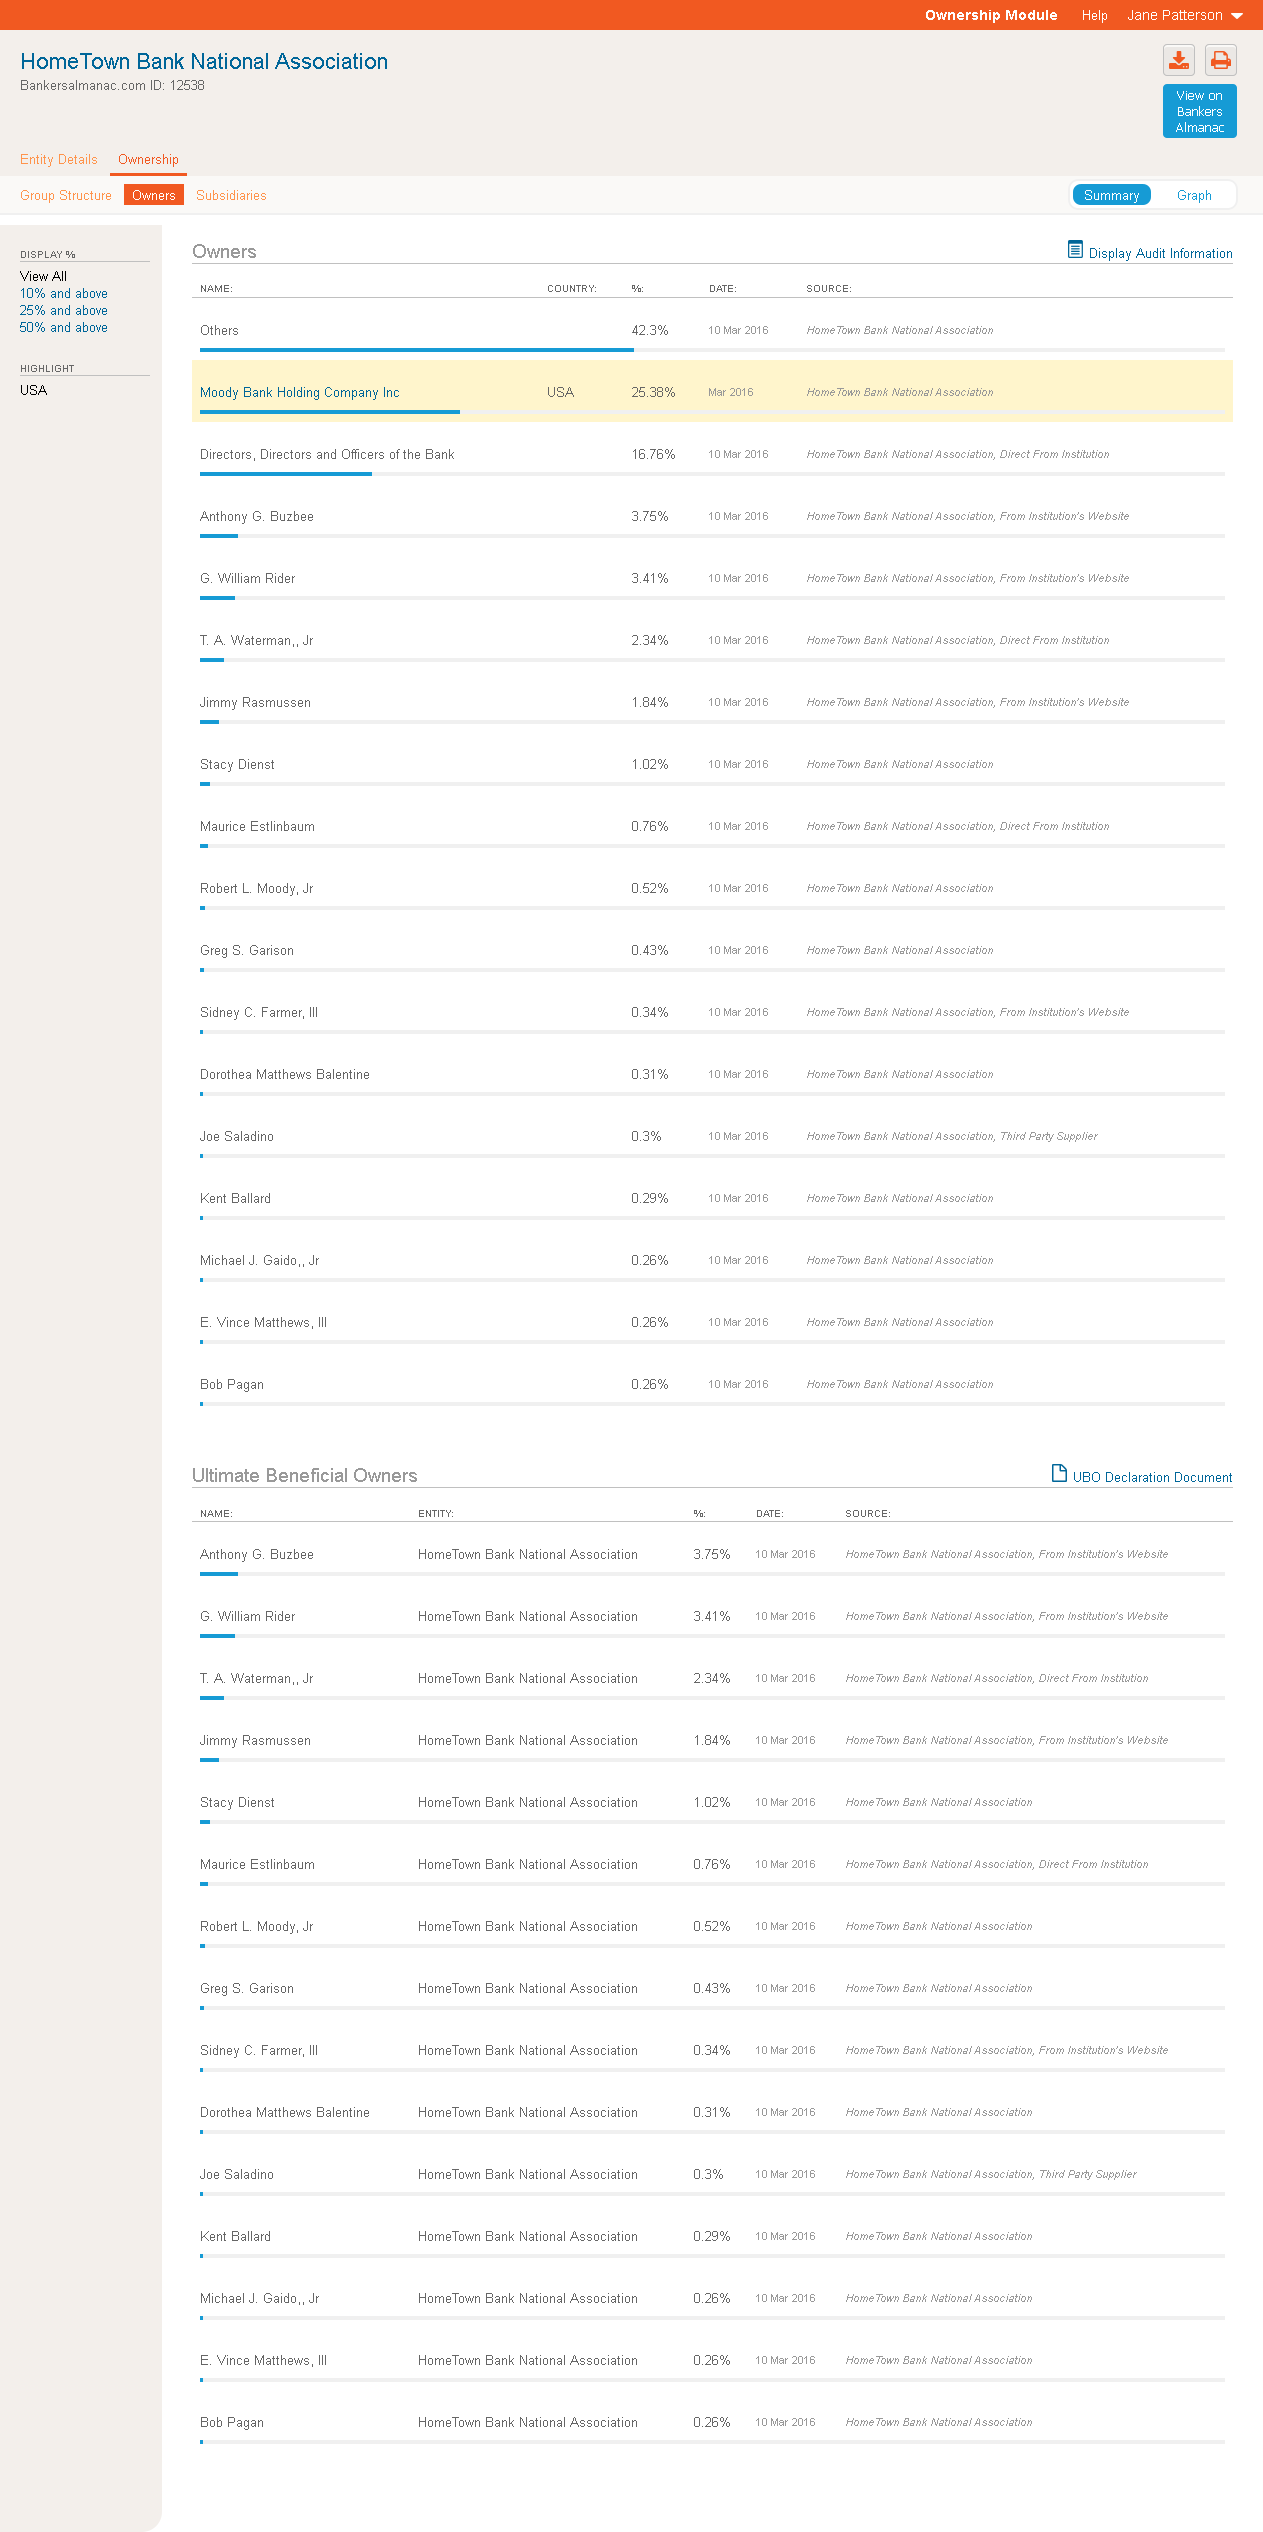 Ownership Module Help Jane Patterson
HomeTown Bank National Association
Bankersalmanac.com ID: 12538
View on
Bankers
Almanac
Entity Details Ownership
Group Structure Owners Subsidiaries Summary Graph
DISPLAY %
View All
10% and above
25% and above
50% and above
HIGHLIGHT
USA
Owners Display Audit Information
NAME: COUNTRY: %: DATE: SOURCE:
Others 42.3% 10 Mar 2016 HomeTown Bank National Association
Moody Bank Holding Company Inc USA 25.38% Mar 2016 HomeTown Bank National Association
Directors, Directors and Officers of the Bank 16.76% 10 Mar 2016 HomeTown Bank National Association, Direct From Institution
Anthony G. Buzbee 3.75% 10 Mar 2016 HomeTown Bank National Association, From Institution's Website
G. William Rider 3.41% 10 Mar 2016 HomeTown Bank National Association, From Institution's Website
T. A. Waterman,, Jr 2.34% 10 Mar 2016 HomeTown Bank National Association, Direct From Institution
Jimmy Rasmussen 1.84% 10 Mar 2016 HomeTown Bank National Association, From Institution's Website
Stacy Dienst 1.02% 10 Mar 2016 HomeTown Bank National Association
Maurice Estlinbaum 0.76% 10 Mar 2016 HomeTown Bank National Association, Direct From Institution
Robert L. Moody, Jr 0.52% 10 Mar 2016 HomeTown Bank National Association
Greg S. Garison 0.43% 10 Mar 2016 HomeTown Bank National Association
Sidney C. Farmer, III 0.34% 10 Mar 2016 HomeTown Bank National Association, From Institution's Website
Dorothea Matthews Balentine 0.31% 10 Mar 2016 HomeTown Bank National Association
Joe Saladino 0.3% 10 Mar 2016 HomeTown Bank National Association, Third Party Supplier
Kent Ballard 0.29% 10 Mar 2016 HomeTown Bank National Association
Michael J. Gaido,, Jr 0.26% 10 Mar 2016 HomeTown Bank National Association
E. Vince Matthews, III 0.26% 10 Mar 2016 HomeTown Bank National Association
Bob Pagan 0.26% 10 Mar 2016 HomeTown Bank National Association
Ultimate Beneficial Owners UBO Declaration Document
NAME: ENTITY: %: DATE: SOURCE:
Anthony G. Buzbee HomeTown Bank National Association 3.75% 10 Mar 2016 HomeTown Bank National Association, From Institution's Website
G. William Rider HomeTown Bank National Association 3.41% 10 Mar 2016 HomeTown Bank National Association, From Institution's Website
T. A. Waterman,, Jr HomeTown Bank National Association 2.34% 10 Mar 2016 HomeTown Bank National Association, Direct From Institution
Jimmy Rasmussen HomeTown Bank National Association 1.84% 10 Mar 2016 HomeTown Bank National Association, From Institution's Website
Stacy Dienst HomeTown Bank National Association 1.02% 10 Mar 2016 HomeTown Bank National Association
Maurice Estlinbaum HomeTown Bank National Association 0.76% 10 Mar 2016 HomeTown Bank National Association, Direct From Institution
Robert L. Moody, Jr HomeTown Bank National Association 0.52% 10 Mar 2016 HomeTown Bank National Association
Greg S. Garison HomeTown Bank National Association 0.43% 10 Mar 2016 HomeTown Bank National Association
Sidney C. Farmer, III HomeTown Bank National Association 0.34% 10 Mar 2016 HomeTown Bank National Association, From Institution's Website
Dorothea Matthews Balentine HomeTown Bank National Association 0.31% 10 Mar 2016 HomeTown Bank National Association
Joe Saladino HomeTown Bank National Association 0.3% 10 Mar 2016 HomeTown Bank National Association, Third Party Supplier
Kent Ballard HomeTown Bank National Association 0.29% 10 Mar 2016 HomeTown Bank National Association
Michael J. Gaido,, Jr HomeTown Bank National Association 0.26% 10 Mar 2016 HomeTown Bank National Association
E. Vince Matthews, III HomeTown Bank National Association 0.26% 10 Mar 2016 HomeTown Bank National Association
Bob Pagan HomeTown Bank National Association 0.26% 10 Mar 2016 HomeTown Bank National Association